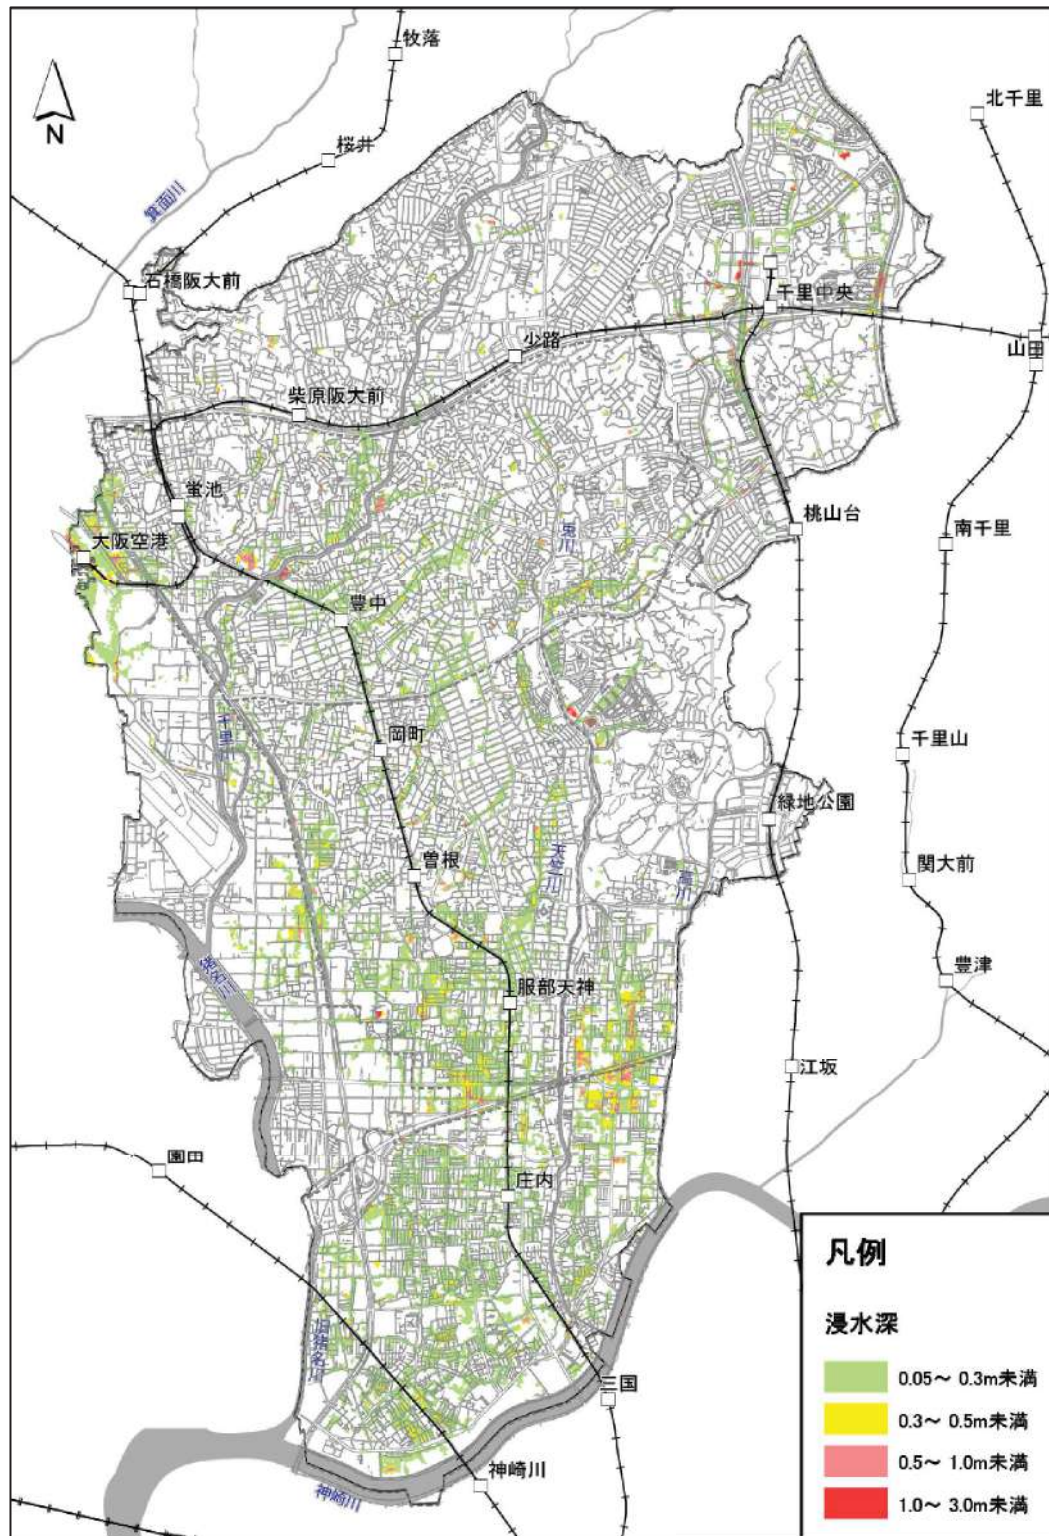 牧落
北千里
桜井
N
箕面川
石橋阪大前
千里中央
少路
山田
柴原阪大前
蛍池
桃山台
大阪空港
兎川
南千里
豊中
千里川
岡町
千里山
緑地公園
天竺川
曽根
高川
関大前
猪名川
豊津
服部天神
江坂
園田
庄内
旧猪名川
三国
神崎川
神崎川
凡例
浸水深
0.05~ 0.3m未満
0.3~ 0.5m未満
0.5~ 1.0m未満
1.0~ 3.0m未満